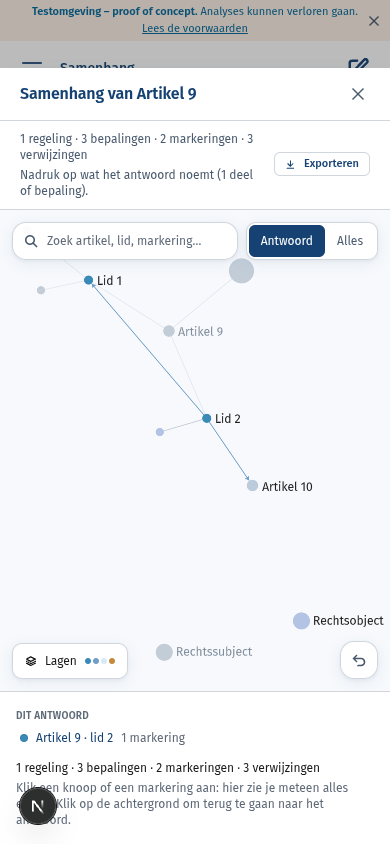 Testomgeving – proof of concept. Analyses kunnen verloren gaan.
Lees de voorwaarden
Samenhang
Samenhang van Artikel 9
1 regeling · 3 bepalingen · 2 markeringen · 3
verwijzingen
Nadruk op wat het antwoord noemt (1 deel
of bepaling).
Exporteren
Zoek artikel, lid, markering...
Antwoord
Alles
Lid 1
Artikel 9
Lid 2
Artikel 10
Rechtsobject
Rechtssubject
Lagen
DIT ANTWOORD
Artikel 9 · lid 2 1 markering
1 regeling · 3 bepalingen · 2 markeringen · 3 verwijzingen
Klik een knoop of een markering aan: hier zie je meteen alles
Klik op de achtergrond om terug te gaan naar het
N